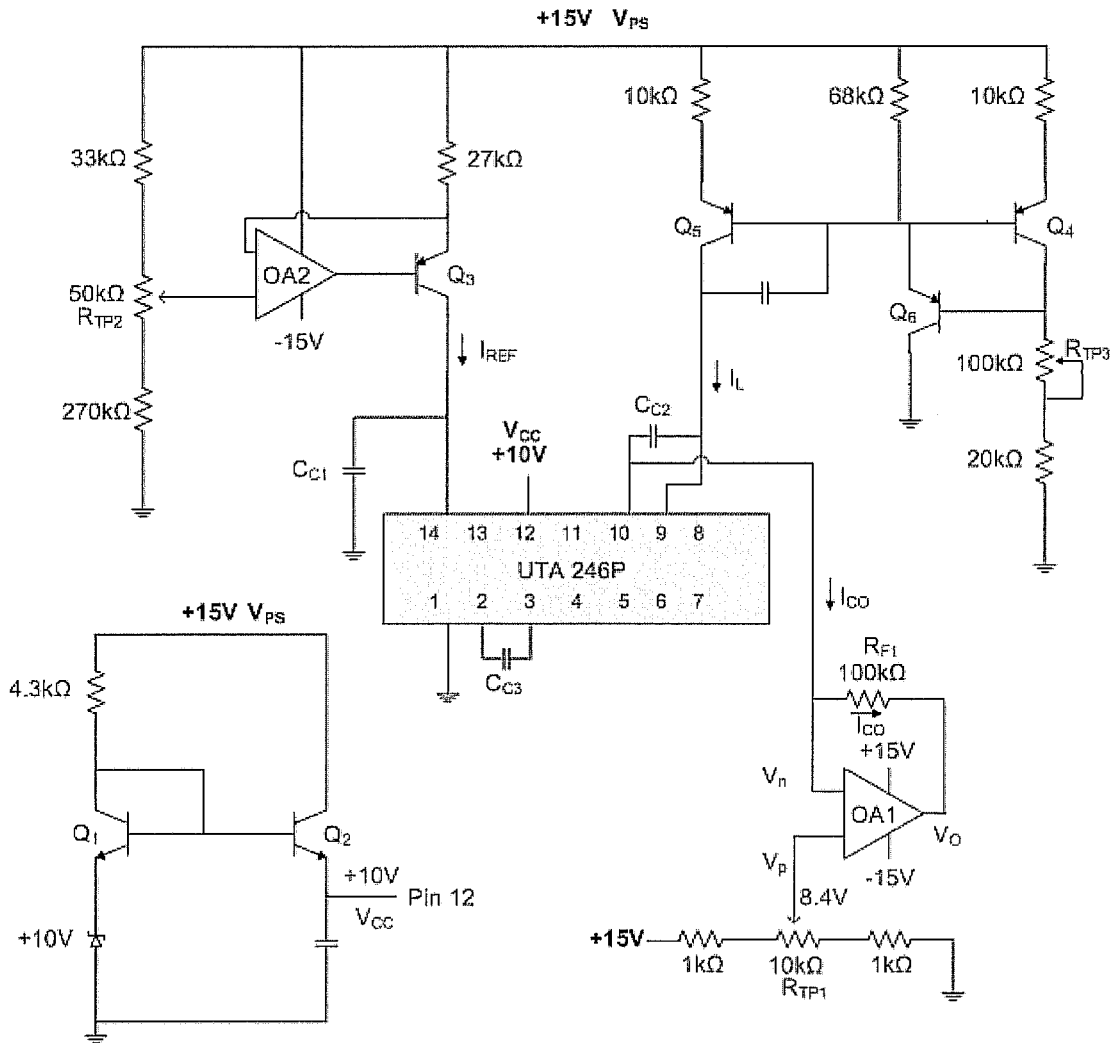 +15V V_PS
10kΩ
68kΩ
10kΩ
33kΩ
27kΩ
Q5
Q4
OA2
Q3
50kΩ
R_TP2
-15V
Q6
I_REF
100kΩ
R_TP3
I_L
270kΩ
C_C2
V_CC
+10V
C_C1
20kΩ
14 13 12 11 10 9 8
UTA 246P
1 2 3 4 5 6 7
+15V V_PS
I_CO
C_C3
R_F1
100kΩ
4.3kΩ
I_CO
+15V
V_n
Q1
Q2
OA1
V_O
+10V
V_p
Pin 12
V_CC
-15V
8.4V
+10V
+15V
1kΩ
10kΩ
1kΩ
R_TP1